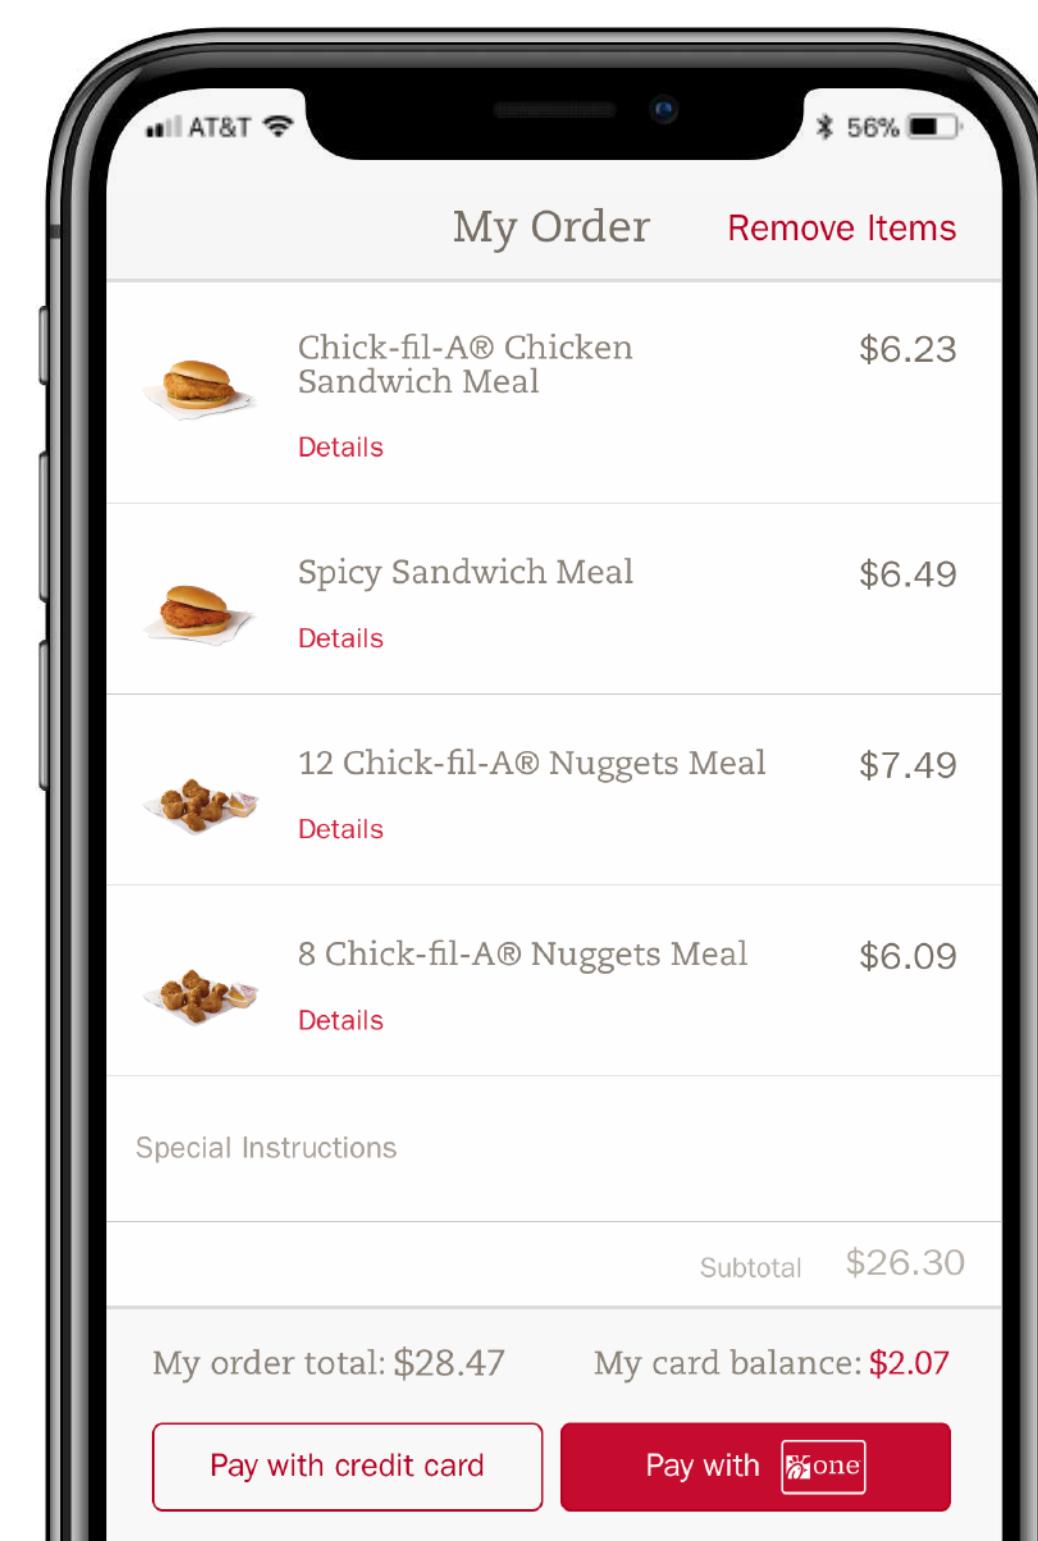 AT&T 56%
My Order Remove Items
Chick-fil-A® Chicken $6.23
Sandwich Meal
Details
Spicy Sandwich Meal $6.49
Details
12 Chick-fil-A® Nuggets Meal $7.49
Details
8 Chick-fil-A® Nuggets Meal $6.09
Details
Special Instructions
Subtotal $26.30
My order total: $28.47 My card balance: $2.07
Pay with credit card Pay with one